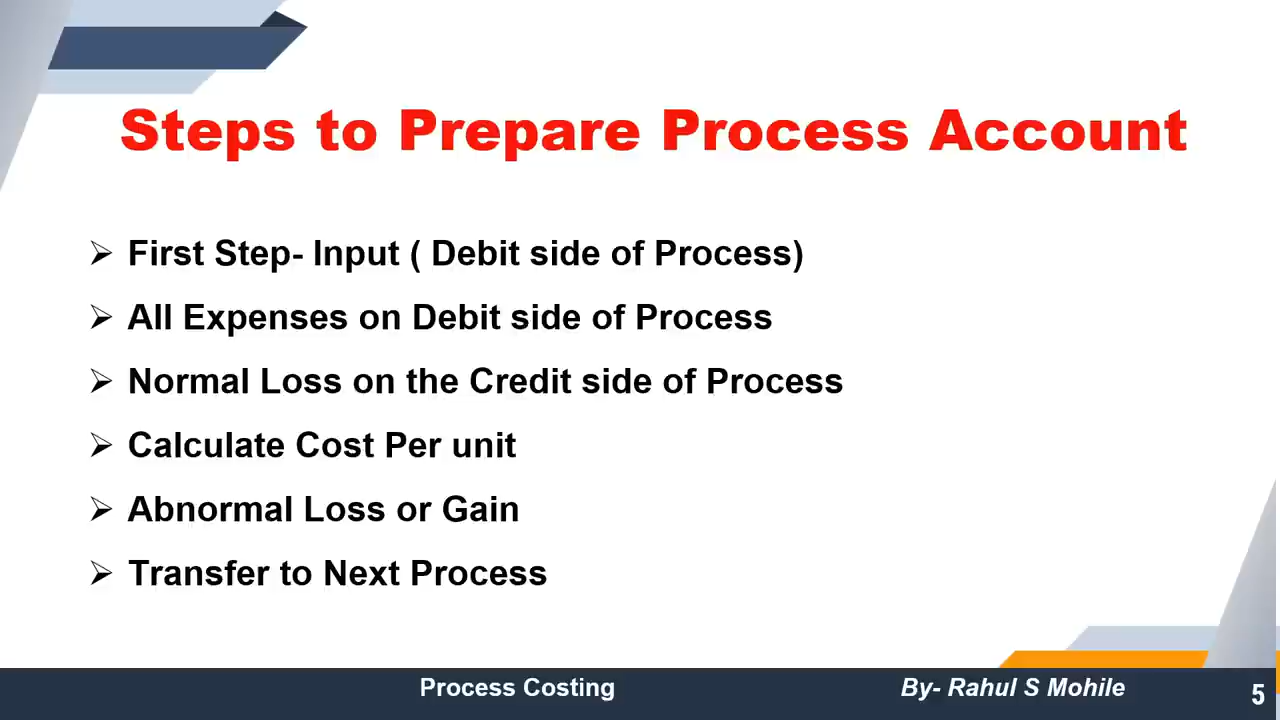 Steps to Prepare Process Account
➢ First Step- Input ( Debit side of Process)
➢ All Expenses on Debit side of Process
➢ Normal Loss on the Credit side of Process
➢ Calculate Cost Per unit
➢ Abnormal Loss or Gain
➢ Transfer to Next Process
Process Costing
By- Rahul S Mohile
5